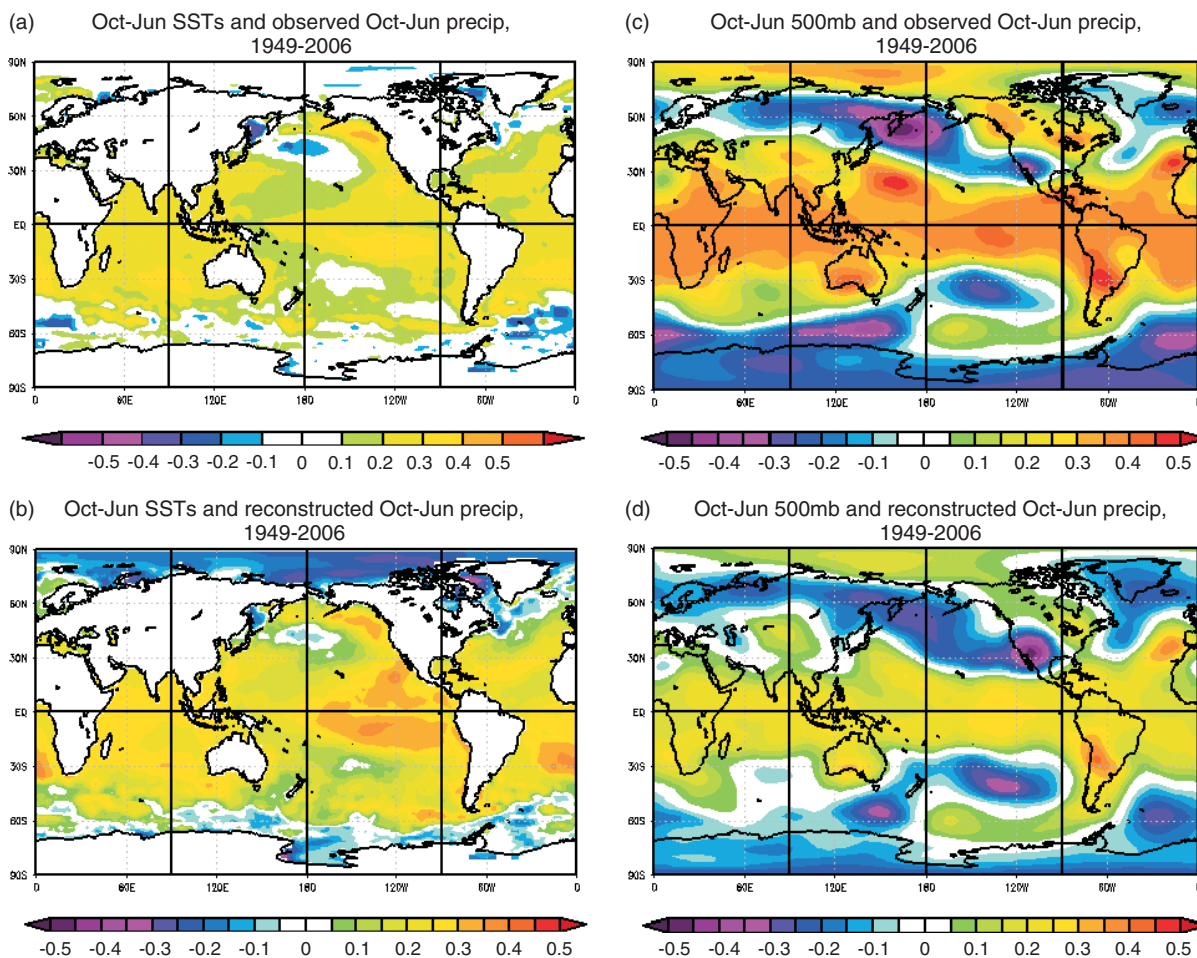 (a) Oct-Jun SSTs and observed Oct-Jun precip,
1949-2006
90N
60N
30N
EQ
30S
60S
90S
0 60E 120E 180 120W 60W 0
-0.5 -0.4 -0.3 -0.2 -0.1 0 0.1 0.2 0.3 0.4 0.5
(c) Oct-Jun 500mb and observed Oct-Jun precip,
1949-2006
90N
60N
30N
EQ
30S
60S
90S
0 60E 120E 180 120W 60W 0
-0.5 -0.4 -0.3 -0.2 -0.1 0 0.1 0.2 0.3 0.4 0.5
(b) Oct-Jun SSTs and reconstructed Oct-Jun precip,
1949-2006
90N
60N
30N
EQ
30S
60S
90S
0 60E 120E 180 120W 60W 0
-0.5 -0.4 -0.3 -0.2 -0.1 0 0.1 0.2 0.3 0.4 0.5
(d) Oct-Jun 500mb and reconstructed Oct-Jun precip,
1949-2006
90N
60N
30N
EQ
30S
60S
90S
0 60E 120E 180 120W 60W 0
-0.5 -0.4 -0.3 -0.2 -0.1 0 0.1 0.2 0.3 0.4 0.5